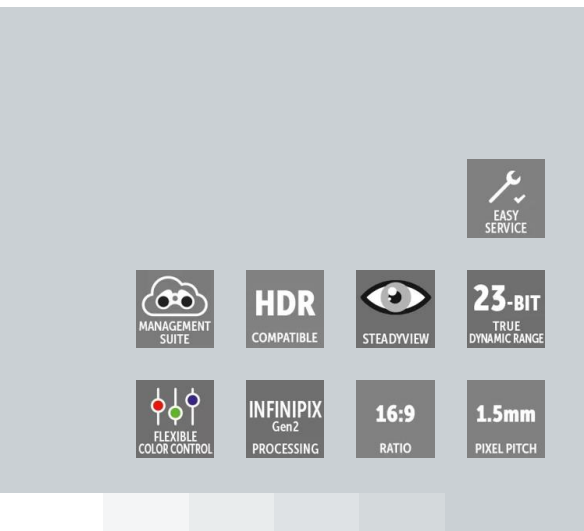 EASY
SERVICE
MANAGEMENT
SUITE
HDR
COMPATIBLE
STEADYVIEW
23-BIT
TRUE
DYNAMIC RANGE
FLEXIBLE
COLOR CONTROL
INFINIPIX
Gen2
PROCESSING
16:9
RATIO
1.5mm
PIXEL PITCH